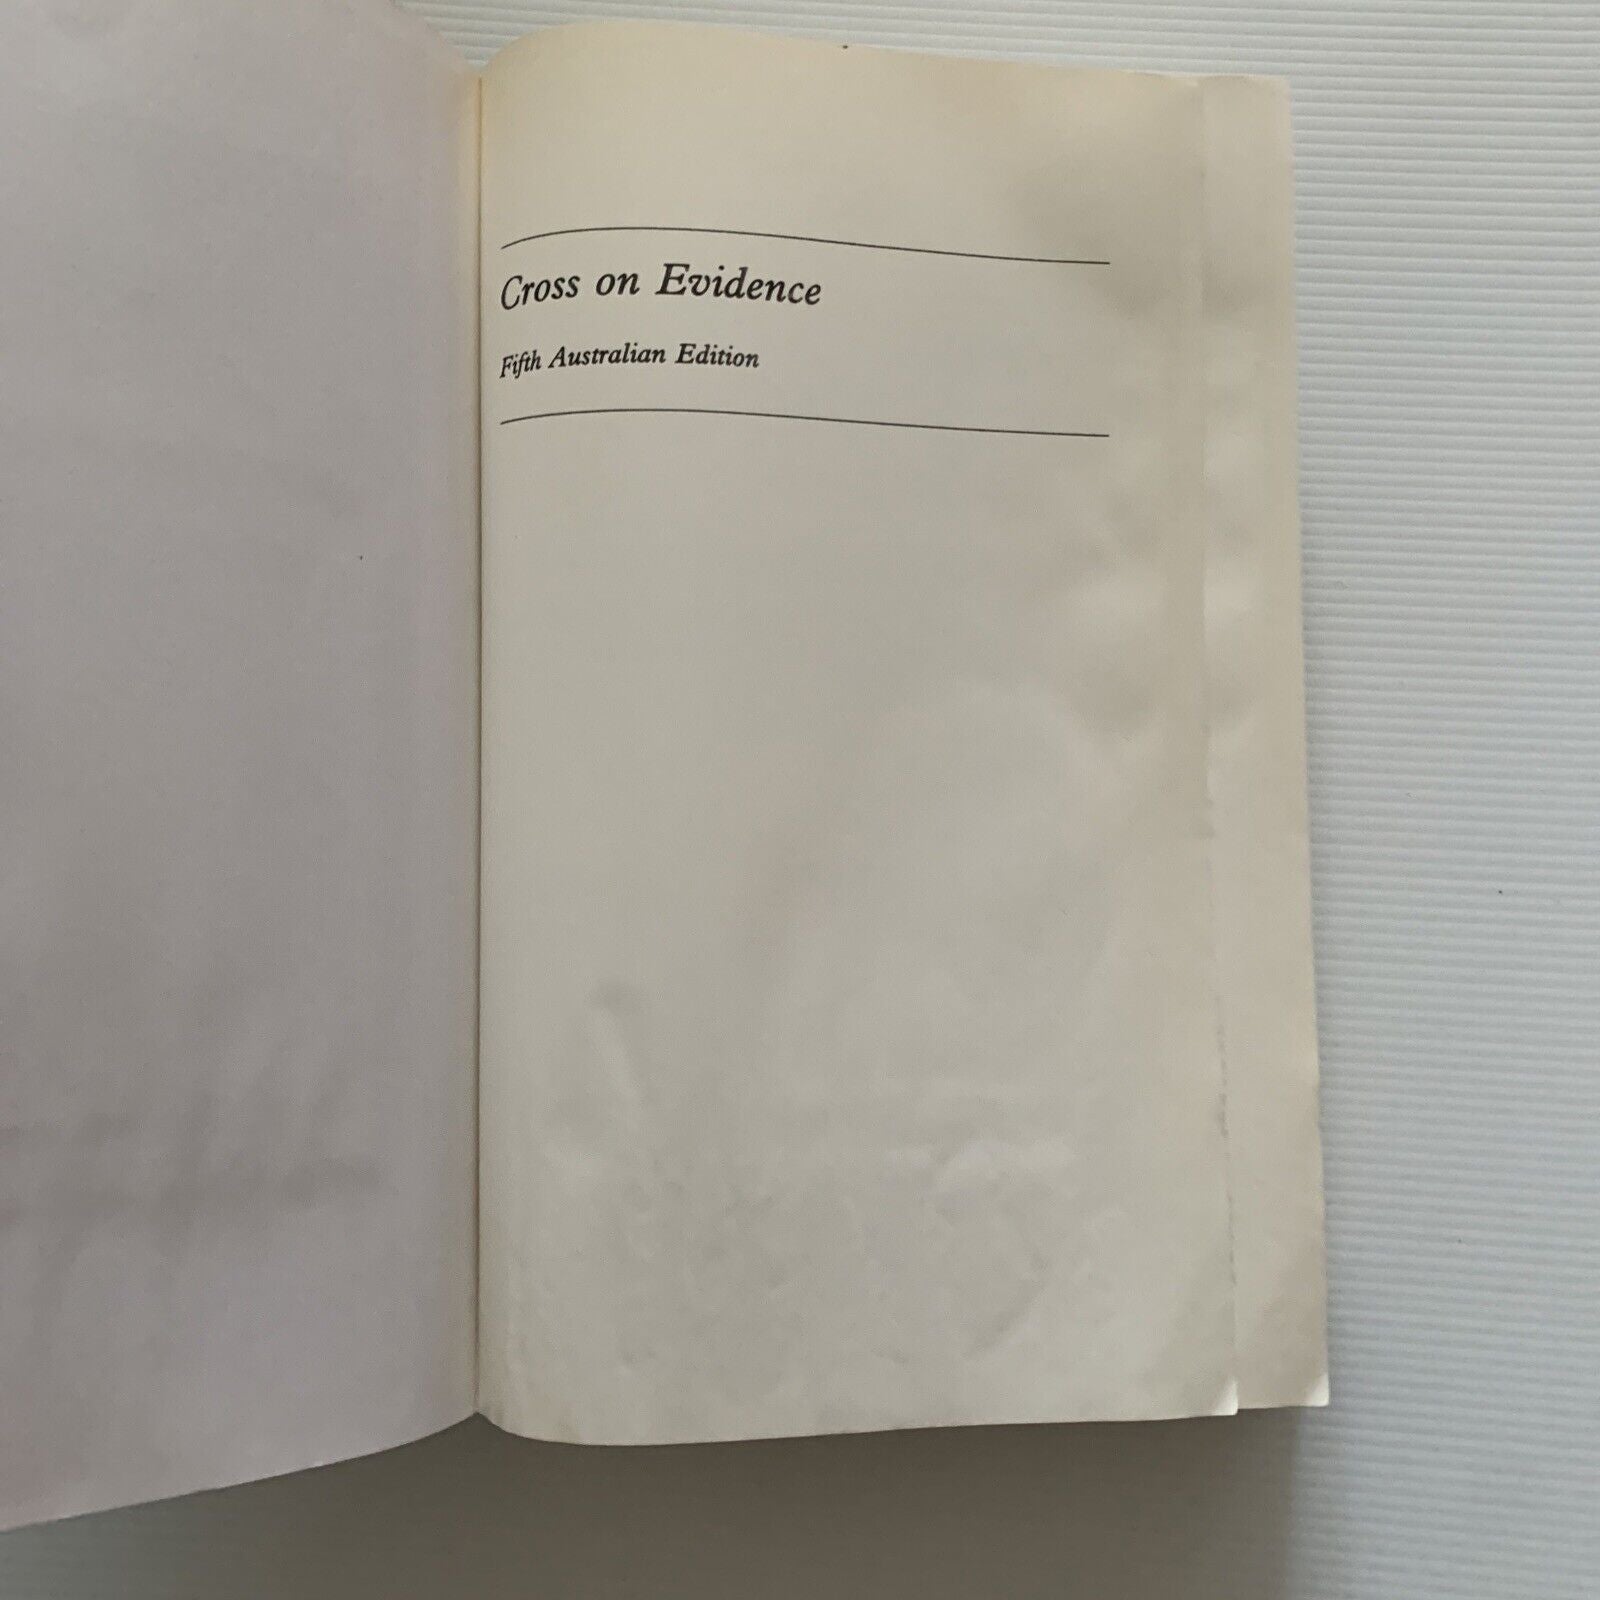 Cross on Evidence
Fifth Australian Edition